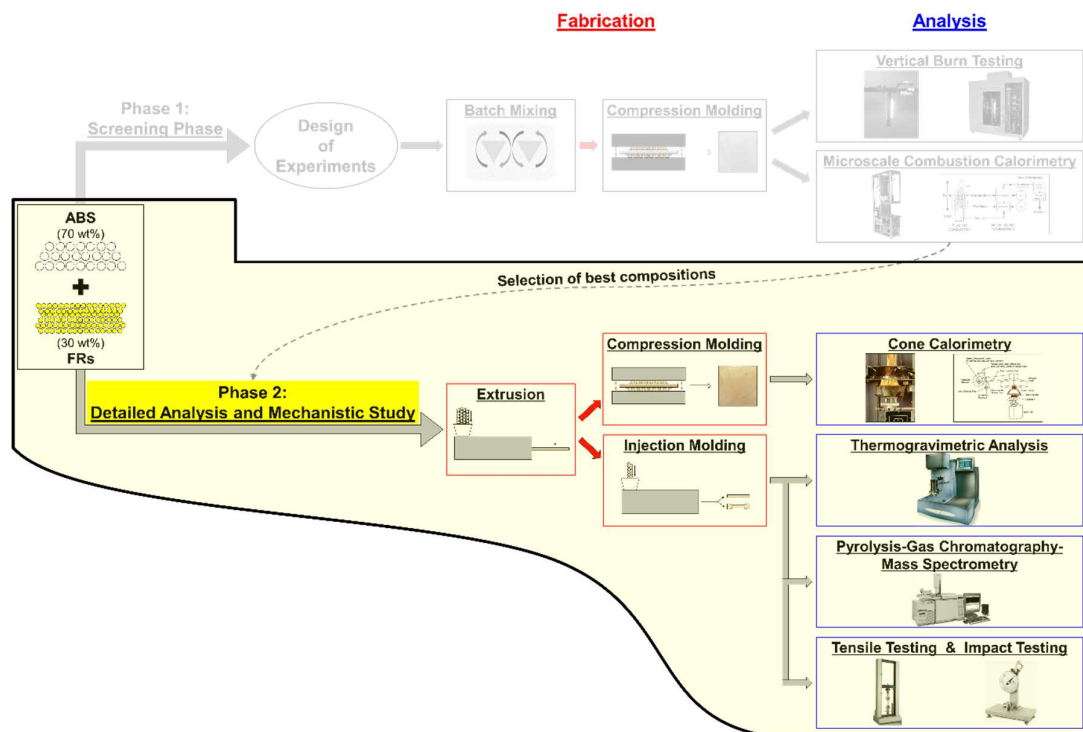 Fabrication
Analysis
Phase 1:
Screening Phase
Design
of
Experiments
Batch Mixing
Compression Molding
Vertical Burn Testing
Microscale Combustion Calorimetry
ABS
(70 wt%)
+
(30 wt%)
FRs
Selection of best compositions
Phase 2:
Detailed Analysis and Mechanistic Study
Extrusion
Compression Molding
Injection Molding
Cone Calorimetry
Thermogravimetric Analysis
Pyrolysis-Gas Chromatography-
Mass Spectrometry
Tensile Testing & Impact Testing